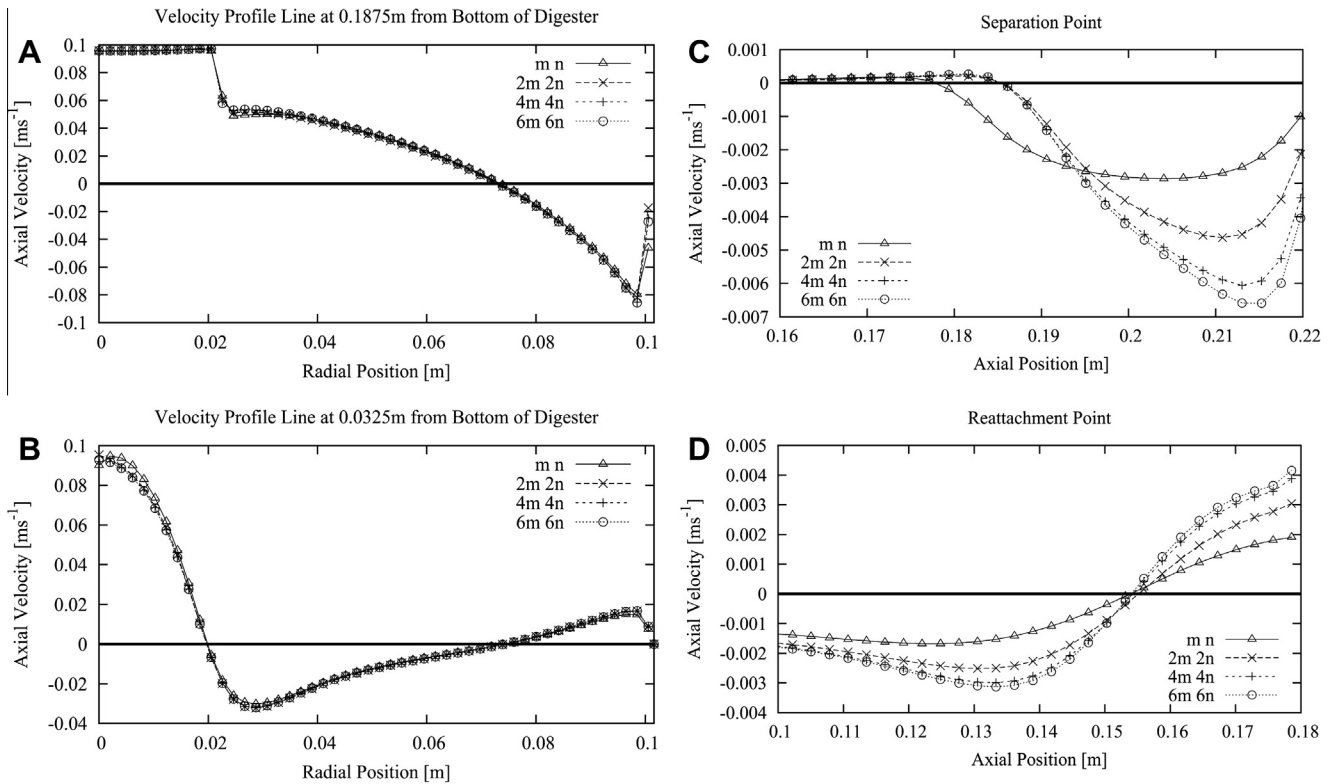 A
Velocity Profile Line at 0.1875m from Bottom of Digester
Axial Velocity [ms-1]
0.1
0.08
0.06
0.04
0.02
0
-0.02
-0.04
-0.06
-0.08
-0.1
m n
2m 2n
4m 4n
6m 6n
0 0.02 0.04 0.06 0.08 0.1
Radial Position [m]
B
Velocity Profile Line at 0.0325m from Bottom of Digester
Axial Velocity [ms-1]
0.1
0.08
0.06
0.04
0.02
0
-0.02
-0.04
m n
2m 2n
4m 4n
6m 6n
0 0.02 0.04 0.06 0.08 0.1
Radial Position [m]
C
Separation Point
Axial Velocity [ms-1]
0.001
0
-0.001
-0.002
-0.003
-0.004
-0.005
-0.006
-0.007
m n
2m 2n
4m 4n
6m 6n
0.16 0.17 0.18 0.19 0.2 0.21 0.22
Axial Position [m]
D
Reattachment Point
Axial Velocity [ms-1]
0.005
0.004
0.003
0.002
0.001
0
-0.001
-0.002
-0.003
-0.004
m n
2m 2n
4m 4n
6m 6n
0.1 0.11 0.12 0.13 0.14 0.15 0.16 0.17 0.18
Axial Position [m]